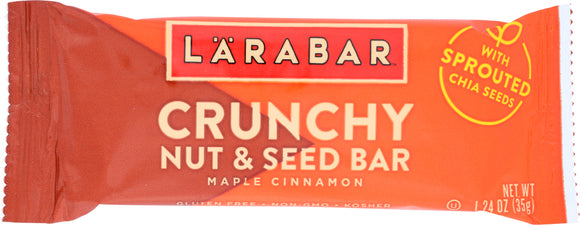 LÄRABAR™
WITH
SPROUTED
CHIA SEEDS
CRUNCHY
NUT & SEED BAR
MAPLE CINNAMON
GLUTEN FREE • NON-GMO • KOSHER
U
NET WT
1.24 OZ (35g)